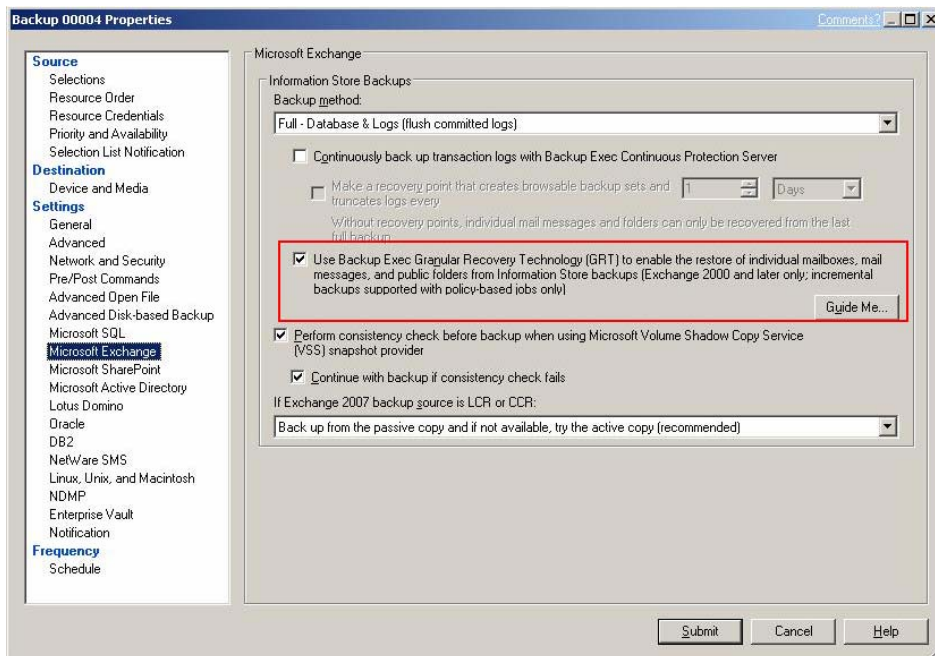 Backup 00004 Properties
Comments?
Source
Selections
Resource Order
Resource Credentials
Priority and Availability
Selection List Notification
Destination
Device and Media
Settings
General
Advanced
Network and Security
Pre/Post Commands
Advanced Open File
Advanced Disk-based Backup
Microsoft SQL
Microsoft Exchange
Microsoft SharePoint
Microsoft Active Directory
Lotus Domino
Oracle
DB2
NetWare SMS
Linux, Unix, and Macintosh
NDMP
Enterprise Vault
Notification
Frequency
Schedule
Microsoft Exchange
Information Store Backups
Backup method:
Full - Database & Logs (flush committed logs)
Continuously back up transaction logs with Backup Exec Continuous Protection Server
Make a recovery point that creates browsable backup sets and
truncates logs every
1
Days
Without recovery points, individual mail messages and folders can only be recovered from the last
full backup
Use Backup Exec Granular Recovery Technology (GRT) to enable the restore of individual mailboxes, mail
messages, and public folders from Information Store backups (Exchange 2000 and later only; incremental
backups supported with policy-based jobs only)
Guide Me...
Perform consistency check before backup when using Microsoft Volume Shadow Copy Service
(VSS) snapshot provider
Continue with backup if consistency check fails
If Exchange 2007 backup source is LCR or CCR:
Back up from the passive copy and if not available, try the active copy (recommended)
Submit
Cancel
Help